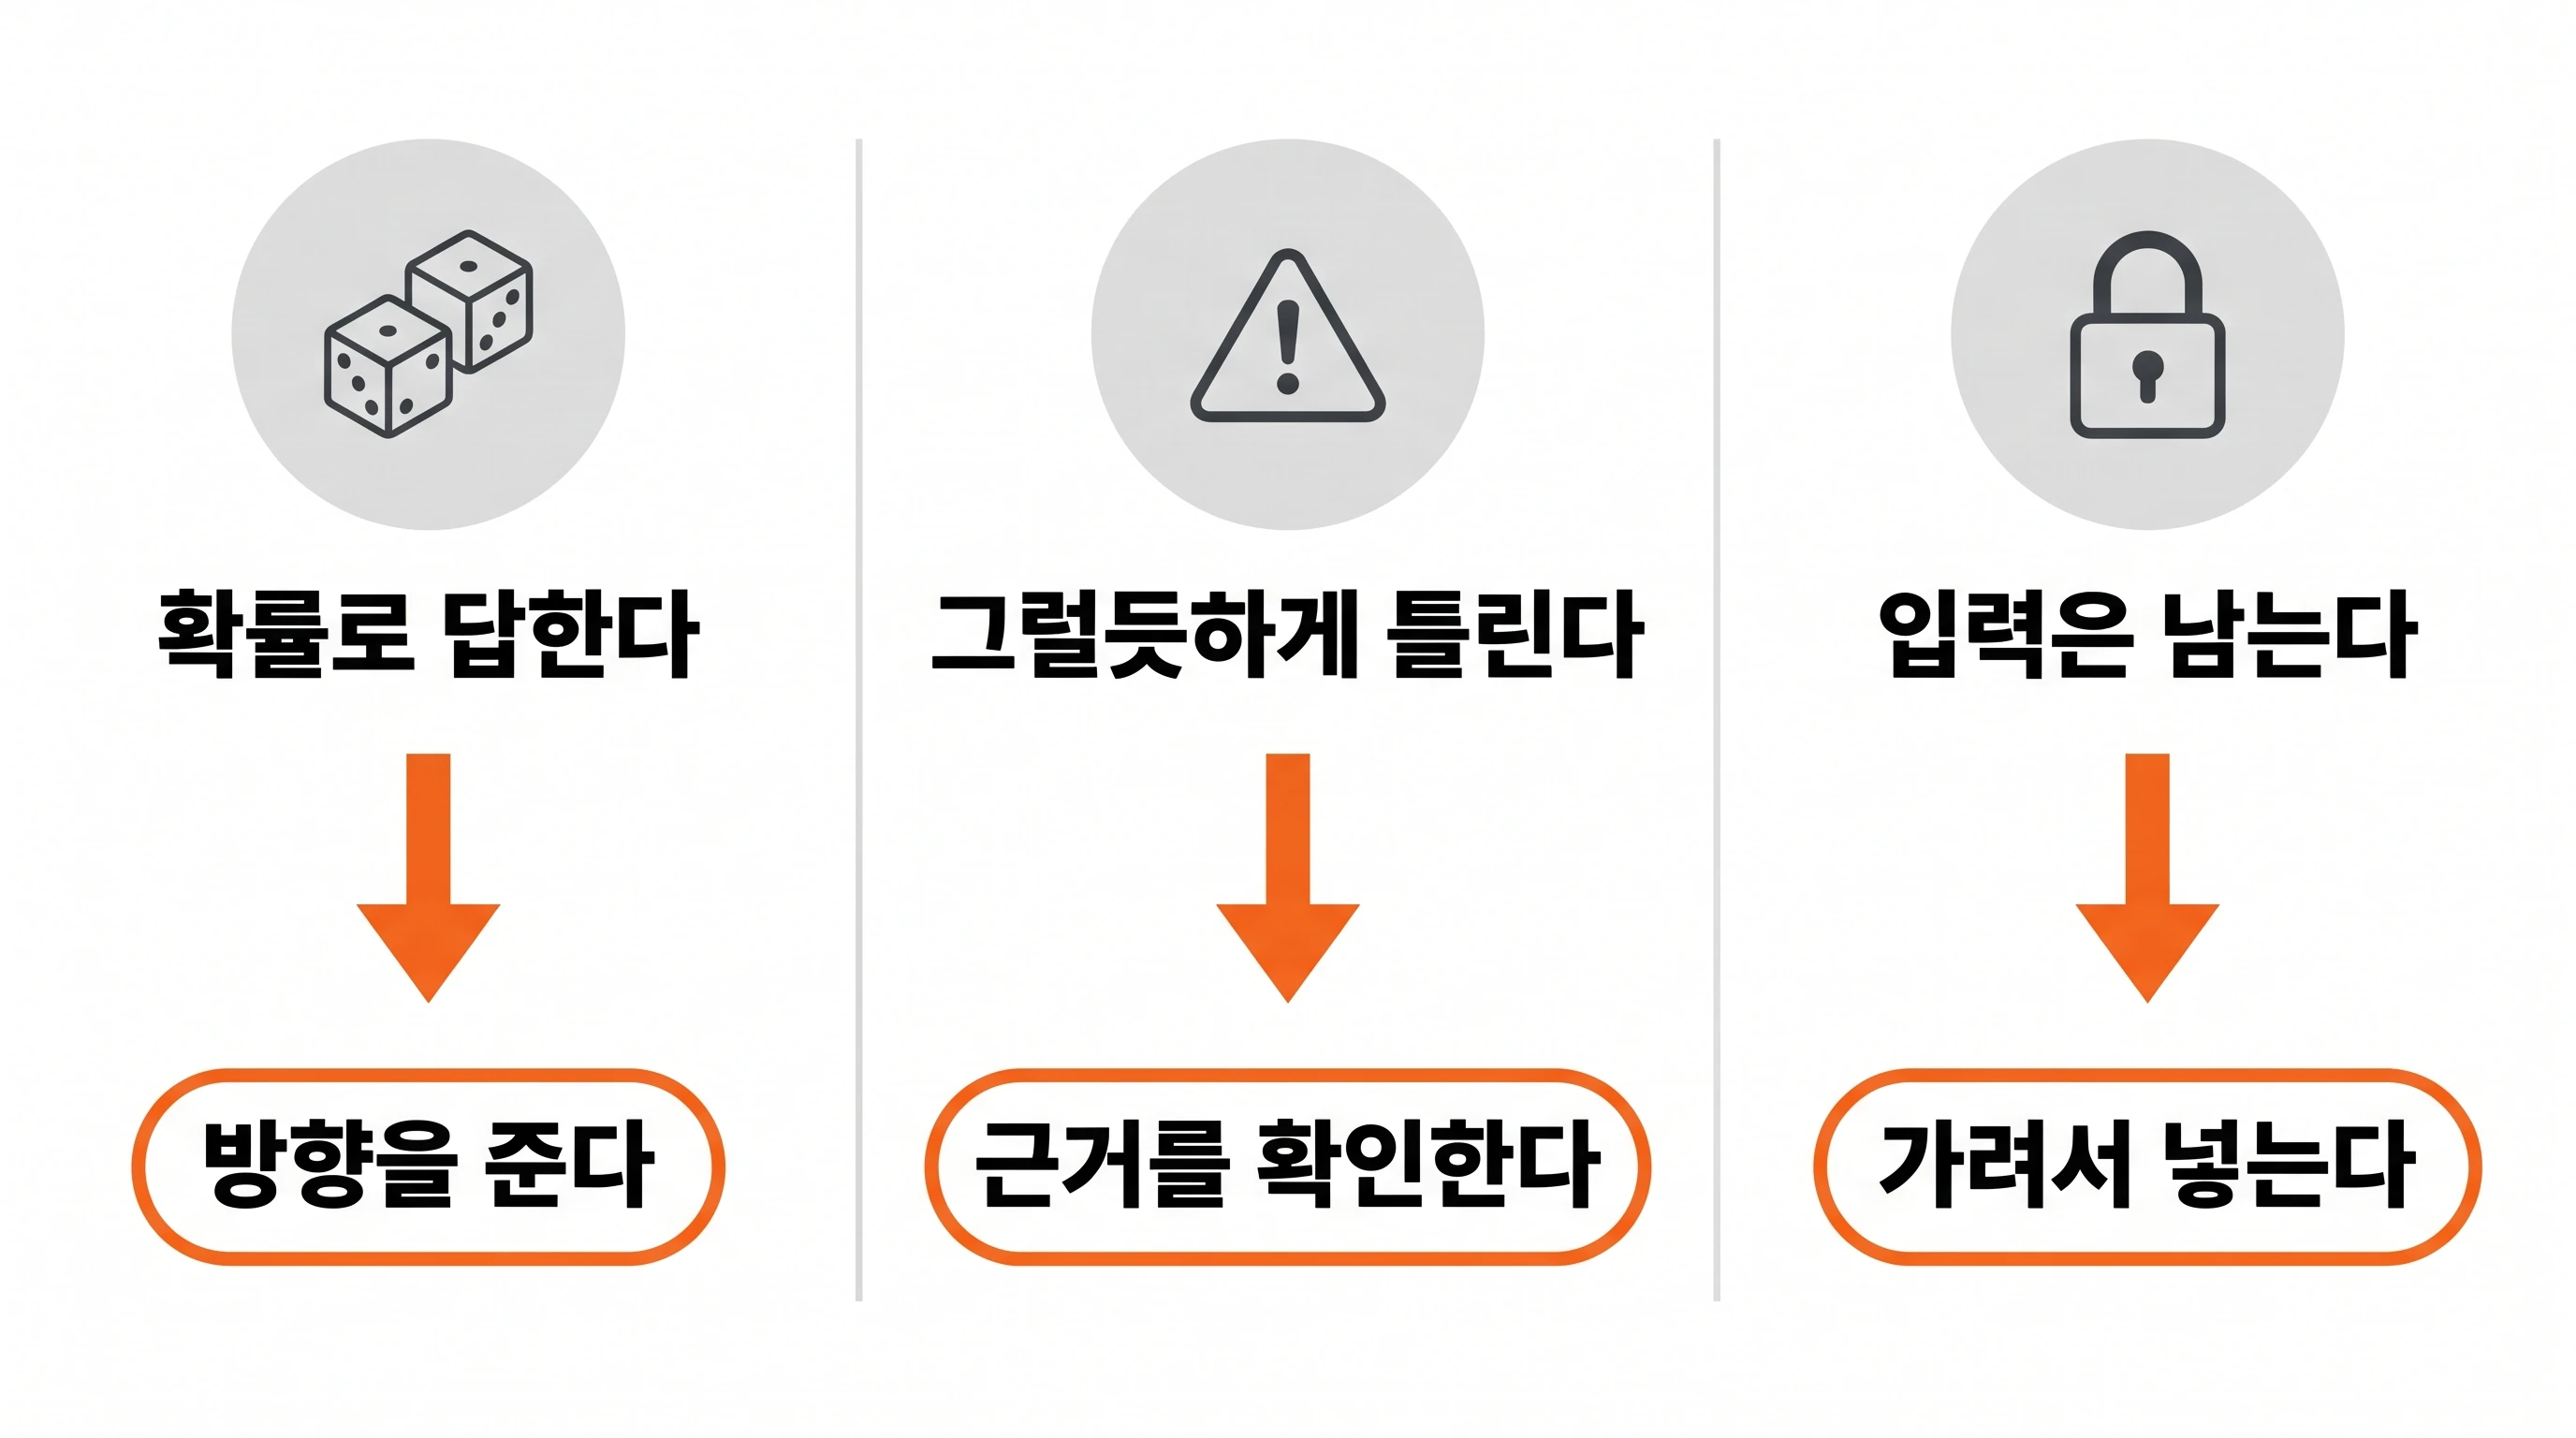 확률로 답한다
그럴듯하게 틀린다
입력은 남는다
방향을 준다
근거를 확인한다
가려서 넣는다